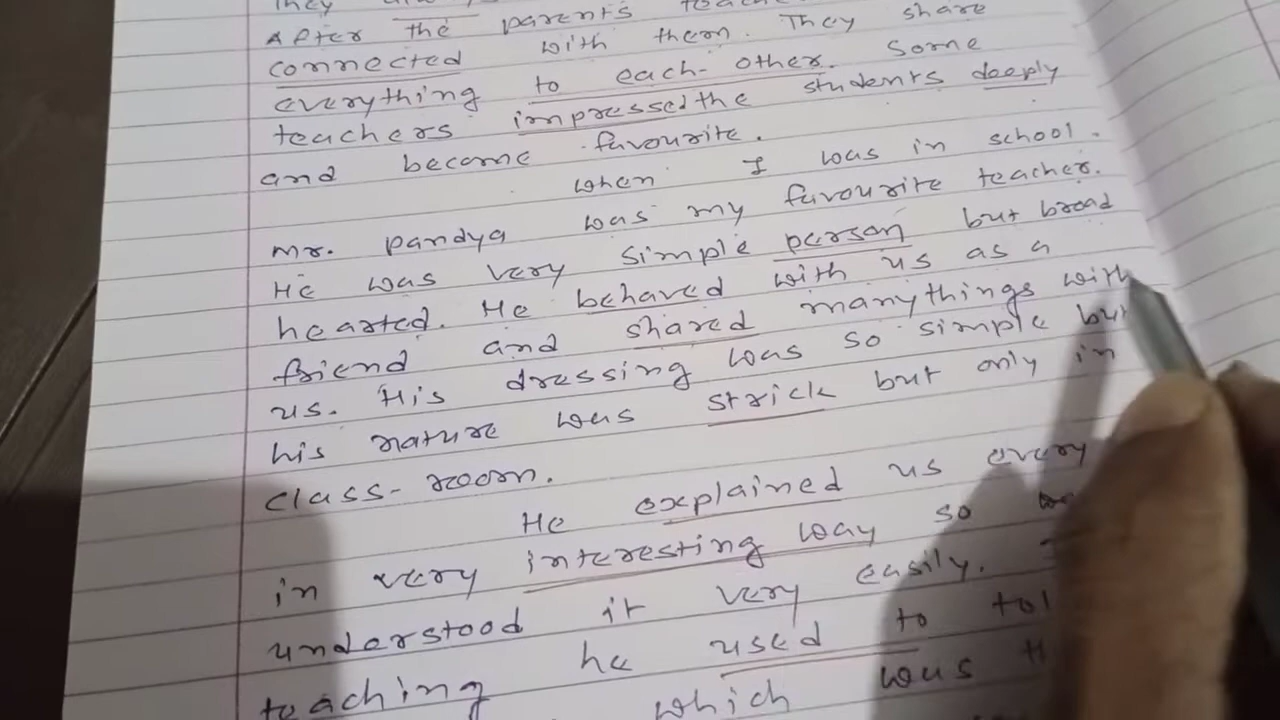 They
After the parents
connected with them. They share
everything to each-other. Some
teachers impressed the students deeply
and become favourite.
When I was in school.
Mr. Pandya was my favourite teacher.
He was very simple person but broad
hearted. He behaved with us as a
friend and shared many things with
us. His dressing was so simple but
his nature was strick but only in
class-room.
He explained us every
in very interesting way so
understood it very easily.
teaching he used to
which was